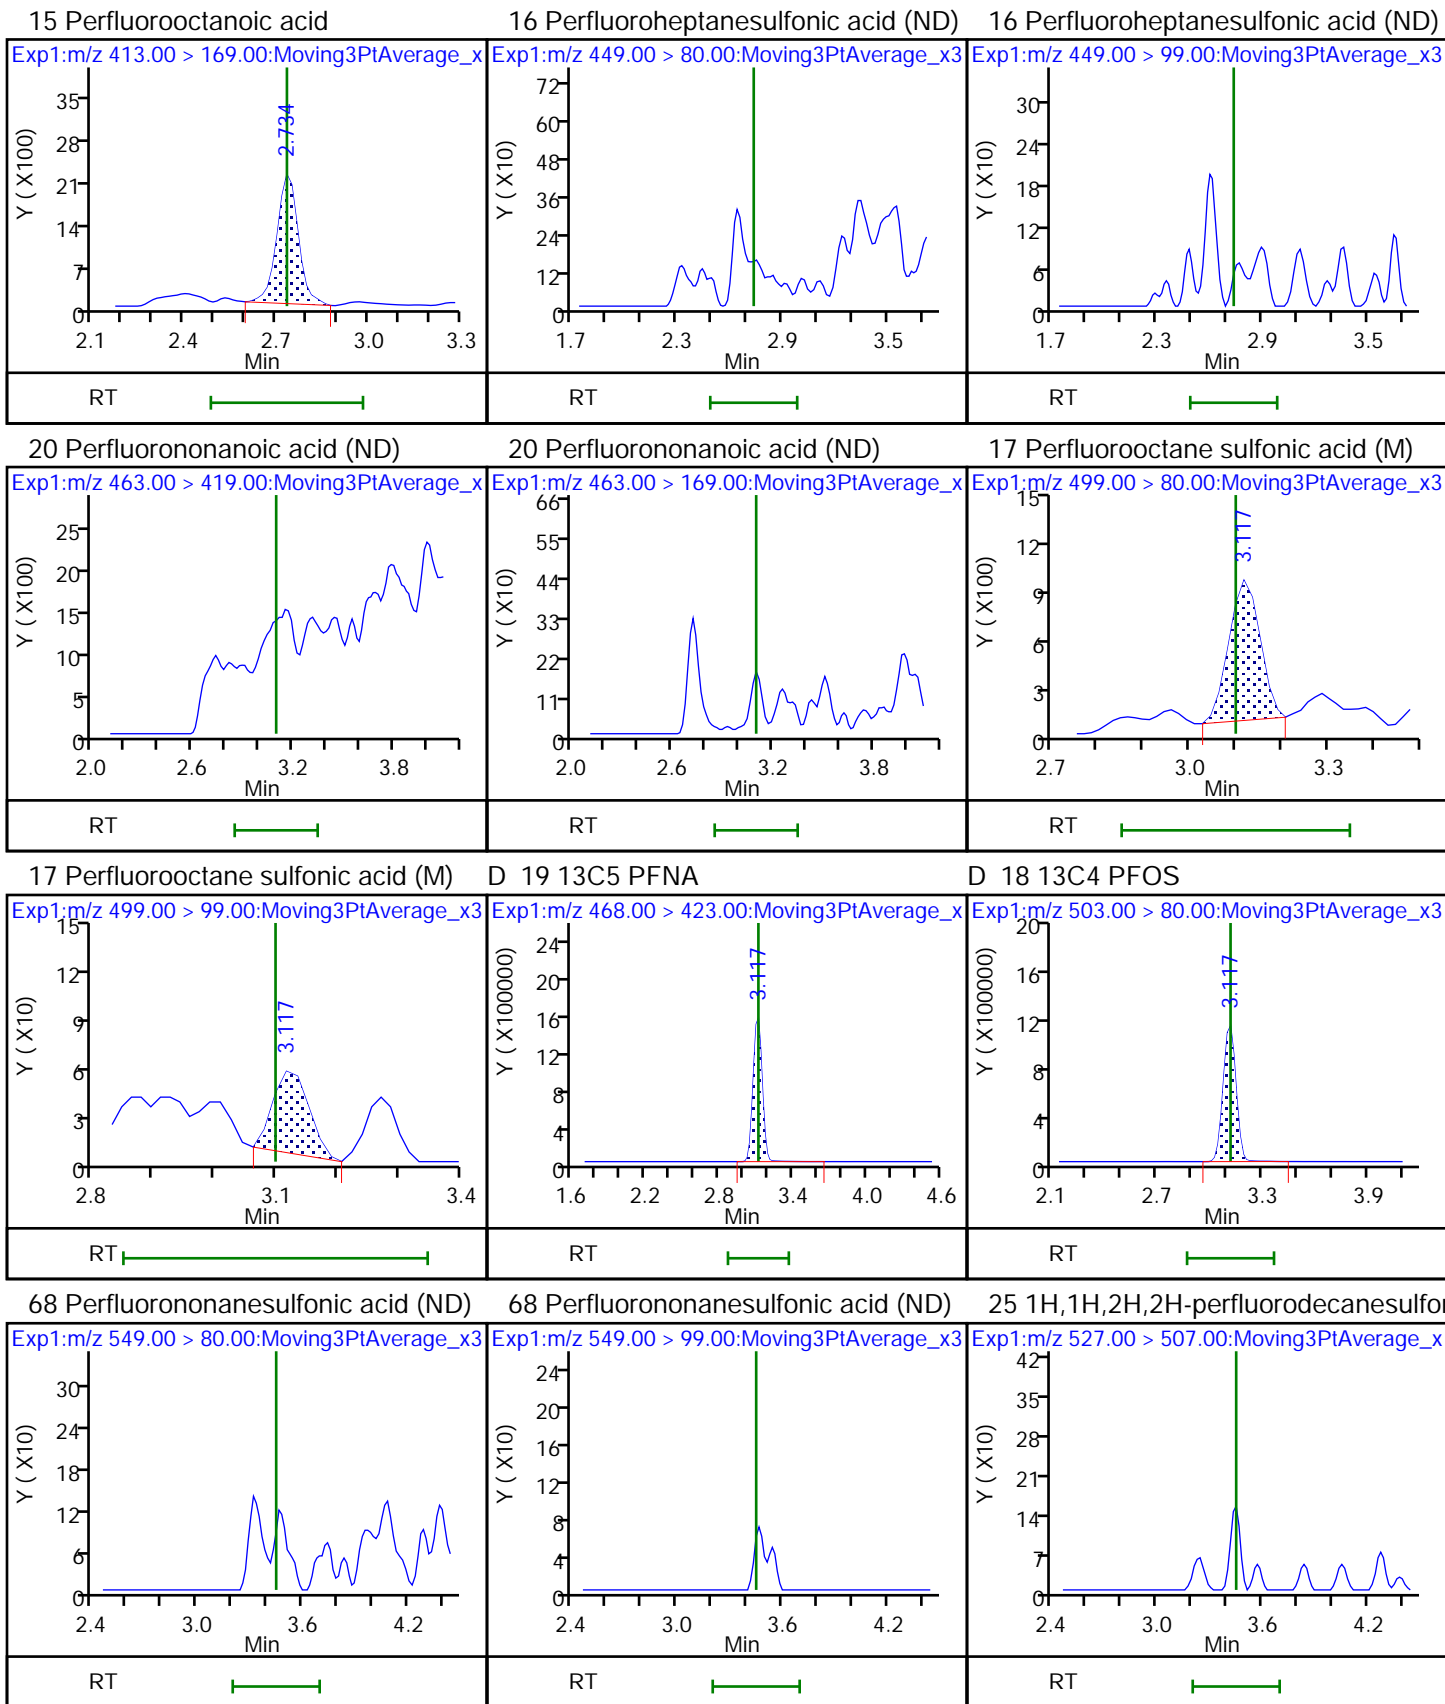 15 Perfluorooctanoic acid
Exp1:m/z 413.00 > 169.00:Moving3PtAverage_x
Y ( X100)
35
28
21
14
7
0
2.734
2.1 2.4 2.7 3.0 3.3
Min
RT
16 Perfluoroheptanesulfonic acid (ND)
Exp1:m/z 449.00 > 80.00:Moving3PtAverage_x3
Y ( X10)
72
60
48
36
24
12
0
1.7 2.3 2.9 3.5
Min
RT
16 Perfluoroheptanesulfonic acid (ND)
Exp1:m/z 449.00 > 99.00:Moving3PtAverage_x3
Y ( X10)
30
24
18
12
6
0
1.7 2.3 2.9 3.5
Min
RT
20 Perfluorononanoic acid (ND)
Exp1:m/z 463.00 > 419.00:Moving3PtAverage_x
Y ( X100)
25
20
15
10
5
0
2.0 2.6 3.2 3.8
Min
RT
20 Perfluorononanoic acid (ND)
Exp1:m/z 463.00 > 169.00:Moving3PtAverage_x
Y ( X10)
66
55
44
33
22
11
0
2.0 2.6 3.2 3.8
Min
RT
17 Perfluorooctane sulfonic acid (M)
Exp1:m/z 499.00 > 80.00:Moving3PtAverage_x3
Y ( X100)
15
12
9
6
3
0
3.117
2.7 3.0 3.3
Min
RT
17 Perfluorooctane sulfonic acid (M)
Exp1:m/z 499.00 > 99.00:Moving3PtAverage_x3
Y ( X10)
15
12
9
6
3
0
3.117
2.8 3.1 3.4
Min
RT
D 19 13C5 PFNA
Exp1:m/z 468.00 > 423.00:Moving3PtAverage_x
Y ( X100000)
24
20
16
12
8
4
0
3.117
1.6 2.2 2.8 3.4 4.0 4.6
Min
RT
D 18 13C4 PFOS
Exp1:m/z 503.00 > 80.00:Moving3PtAverage_x3
Y ( X100000)
20
16
12
8
4
0
3.117
2.1 2.7 3.3 3.9
Min
RT
68 Perfluorononanesulfonic acid (ND)
Exp1:m/z 549.00 > 80.00:Moving3PtAverage_x3
Y ( X10)
30
24
18
12
6
0
2.4 3.0 3.6 4.2
Min
RT
68 Perfluorononanesulfonic acid (ND)
Exp1:m/z 549.00 > 99.00:Moving3PtAverage_x3
Y ( X10)
24
20
16
12
8
4
0
2.4 3.0 3.6 4.2
Min
RT
25 1H,1H,2H,2H-perfluorodecanesulfon
Exp1:m/z 527.00 > 507.00:Moving3PtAverage_x
Y ( X10)
42
35
28
21
14
7
0
2.4 3.0 3.6 4.2
Min
RT